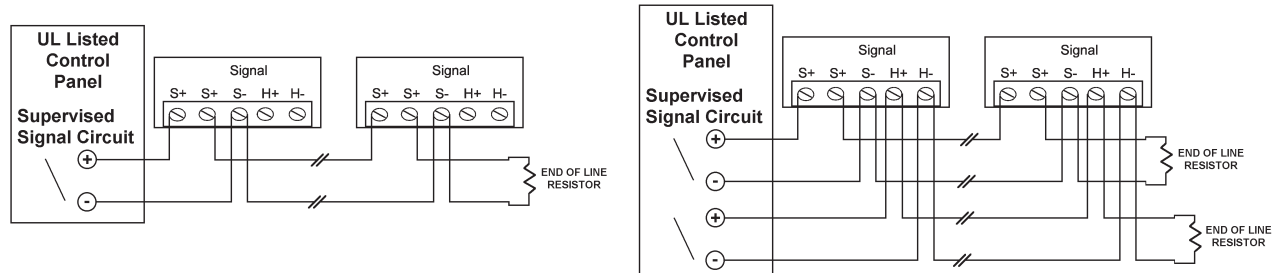 UL Listed
Control
Panel
Supervised
Signal Circuit
+
-
Signal
S+ S+ S- H+ H-
Signal
S+ S+ S- H+ H-
END OF LINE
RESISTOR
UL Listed
Control
Panel
Supervised
Signal Circuit
+
-
+
-
Signal
S+ S+ S- H+ H-
Signal
S+ S+ S- H+ H-
END OF LINE
RESISTOR
END OF LINE
RESISTOR